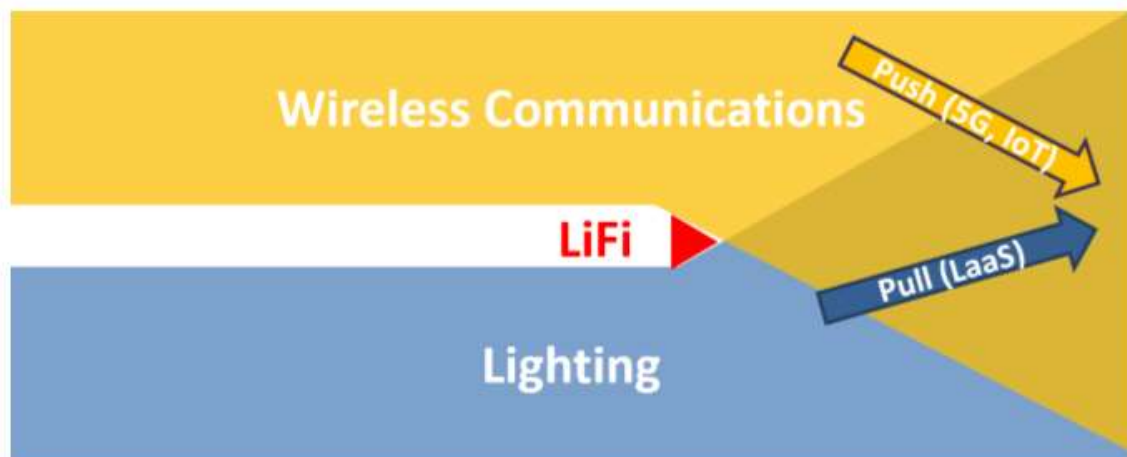 Wireless Communications
Push (5G, IoT)
LiFi
Pull (LaaS)
Lighting